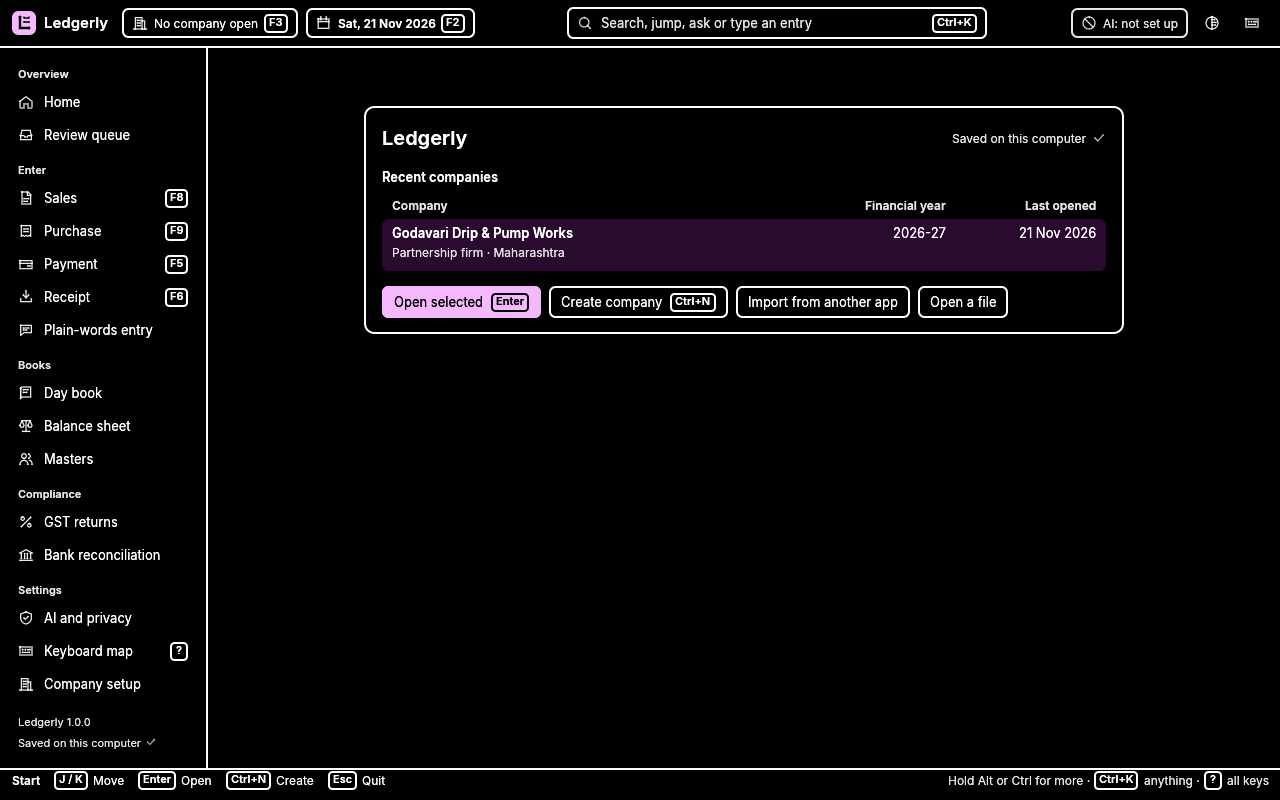 Ledgerly
No company open F3
Sat, 21 Nov 2026 F2
Search, jump, ask or type an entry Ctrl+K
AI: not set up
Overview
Home
Review queue
Enter
Sales F8
Purchase F9
Payment F5
Receipt F6
Plain-words entry
Books
Day book
Balance sheet
Masters
Compliance
GST returns
Bank reconciliation
Settings
AI and privacy
Keyboard map ?
Company setup
Ledgerly 1.0.0
Saved on this computer
Ledgerly Saved on this computer
Recent companies
Company Financial year Last opened
Godavari Drip & Pump Works 2026-27 21 Nov 2026
Partnership firm · Maharashtra
Open selected Enter Create company Ctrl+N Import from another app Open a file
Start J / K Move Enter Open Ctrl+N Create Esc Quit Hold Alt or Ctrl for more · Ctrl+K anything · ? all keys